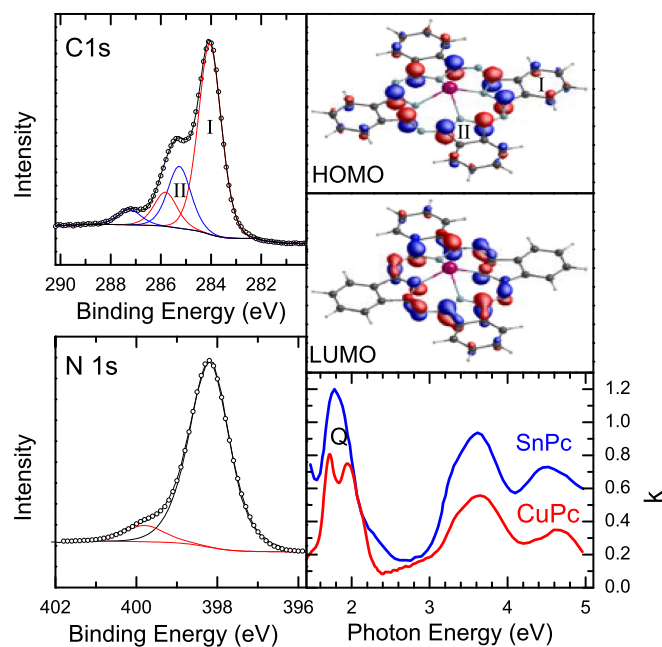 C1s
I
II
Intensity
290 288 286 284 282
Binding Energy (eV)
I
II
HOMO
LUMO
N 1s
Intensity
402 400 398 396
Binding Energy (eV)
Q
SnPc
CuPc
1.2
1.0
0.8
0.6
0.4
0.2
0.0
k
2 3 4 5
Photon Energy (eV)